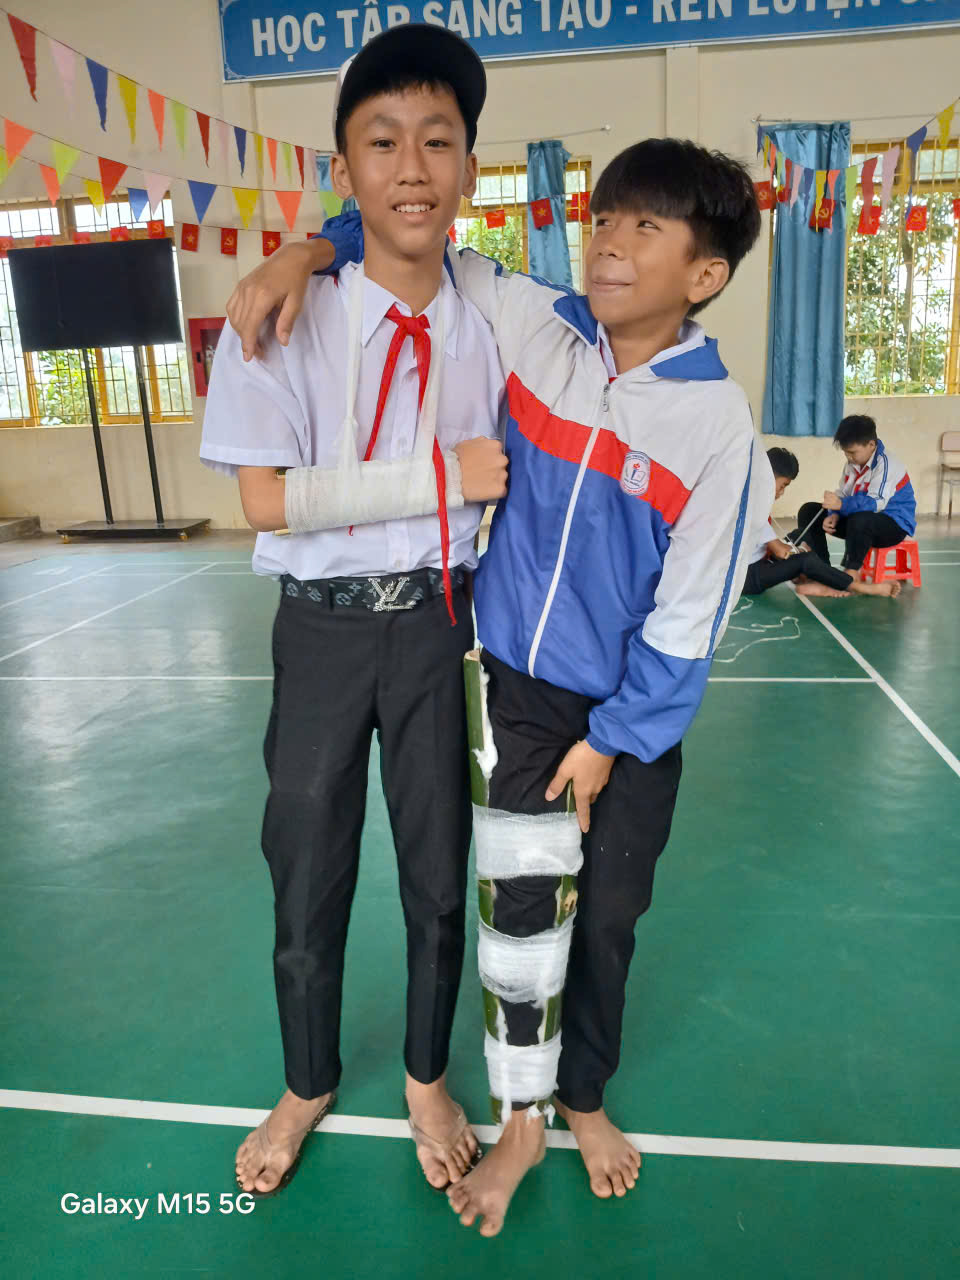 HỌC TẬP SÁNG TẠO - RÈN LUYỆN
Galaxy M15 5G